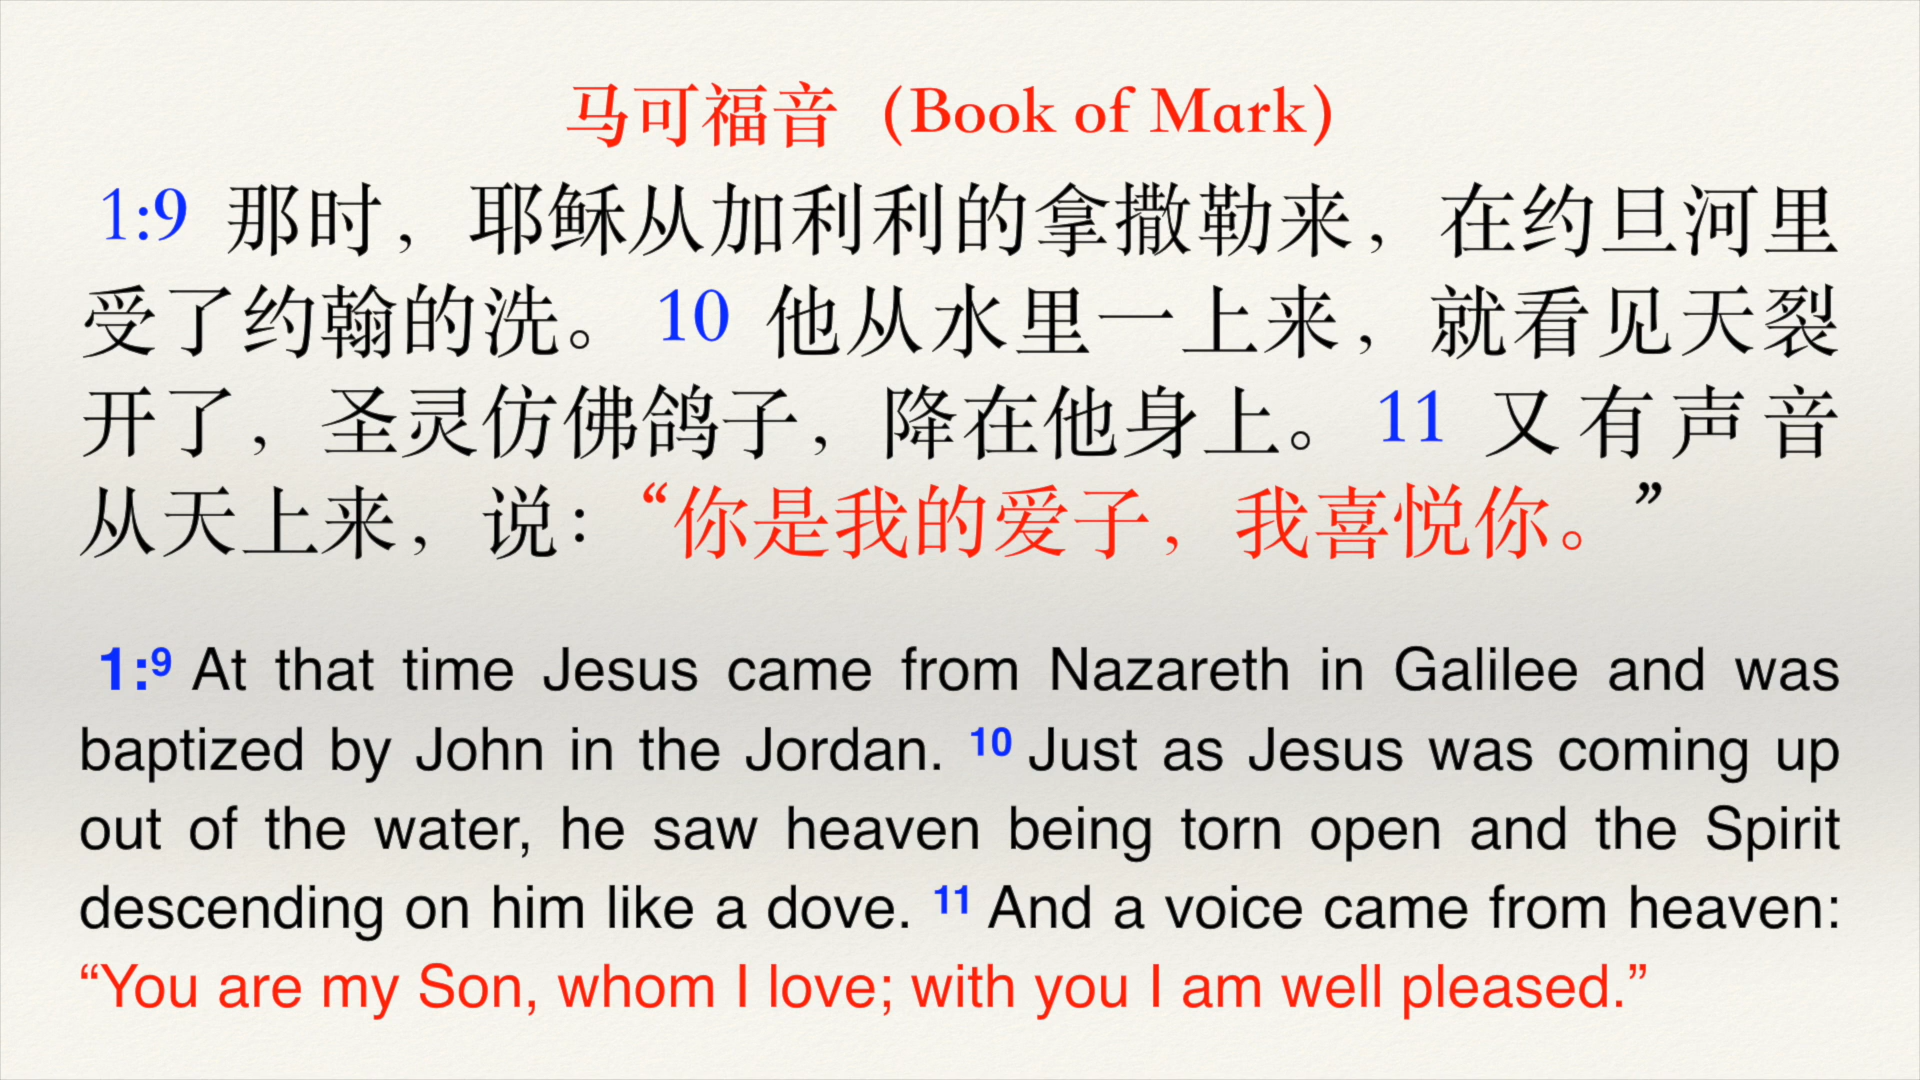 马可福音（Book of Mark）
1:9 那时，耶稣从加利利的拿撒勒来，在约旦河里
受了约翰的洗。10 他从水里一上来，就看见天裂
开了，圣灵仿佛鸽子，降在他身上。11 又有声音
从天上来，说：“你是我的爱子，我喜悦你。”
1:9 At that time Jesus came from Nazareth in Galilee and was
baptized by John in the Jordan. 10 Just as Jesus was coming up
out of the water, he saw heaven being torn open and the Spirit
descending on him like a dove. 11 And a voice came from heaven:
“You are my Son, whom I love; with you I am well pleased.”